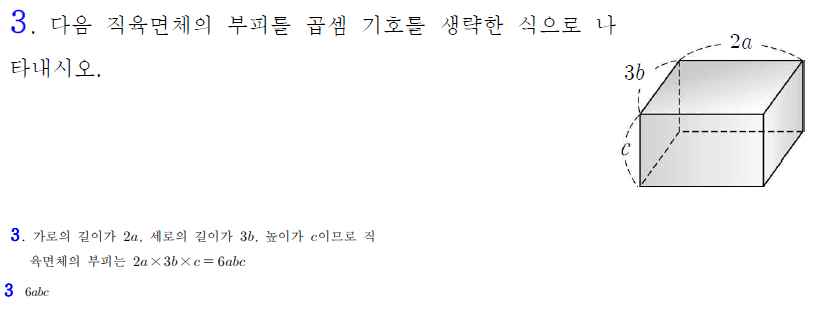 3. 다음 직육면체의 부피를 곱셈 기호를 생략한 식으로 나
타내시오.
2a
3b
c
3. 가로의 길이가 2a, 세로의 길이가 3b, 높이가 c이므로 직
육면체의 부피는 2a×3b×c=6abc
3 6abc